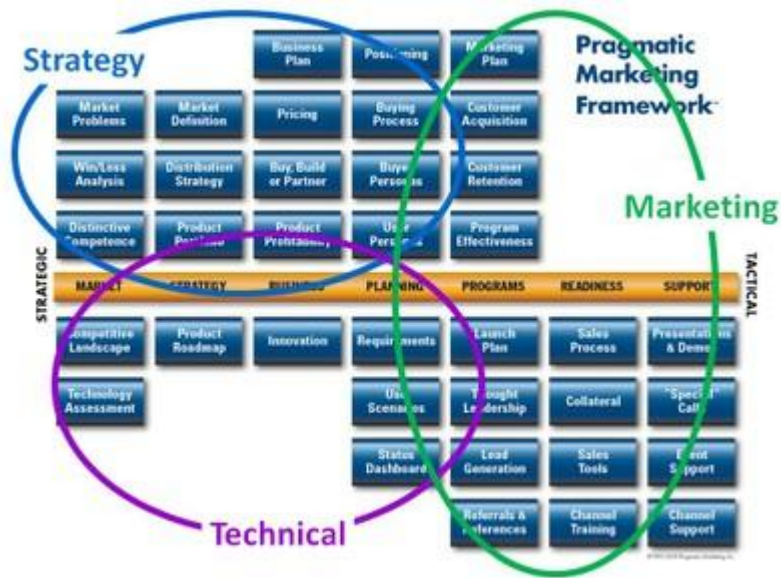 Strategy
Business
Plan
Positioning
Marketing
Plan
Pragmatic
Marketing
Framework
Market
Problems
Market
Definition
Pricing
Buying
Process
Customer
Acquisition
Win/Loss
Analysis
Distribution
Strategy
Buy, Build
or Partner
Buyer
Personas
Customer
Retention
Marketing
Distinctive
Competence
Product
Portfolio
Product
Profitability
User
Personas
Program
Effectiveness
STRATEGIC
MARKET
STRATEGY
BUSINESS
PLANNING
PROGRAMS
READINESS
SUPPORT
TACTICAL
Competitive
Landscape
Product
Roadmap
Innovation
Requirements
Launch
Plan
Sales
Process
Presentations
& Demos
Technology
Assessment
Use
Scenarios
Thought
Leadership
Collateral
"Special"
Calls
Status
Dashboard
Lead
Generation
Sales
Tools
Event
Support
Technical
Referrals &
References
Channel
Training
Channel
Support